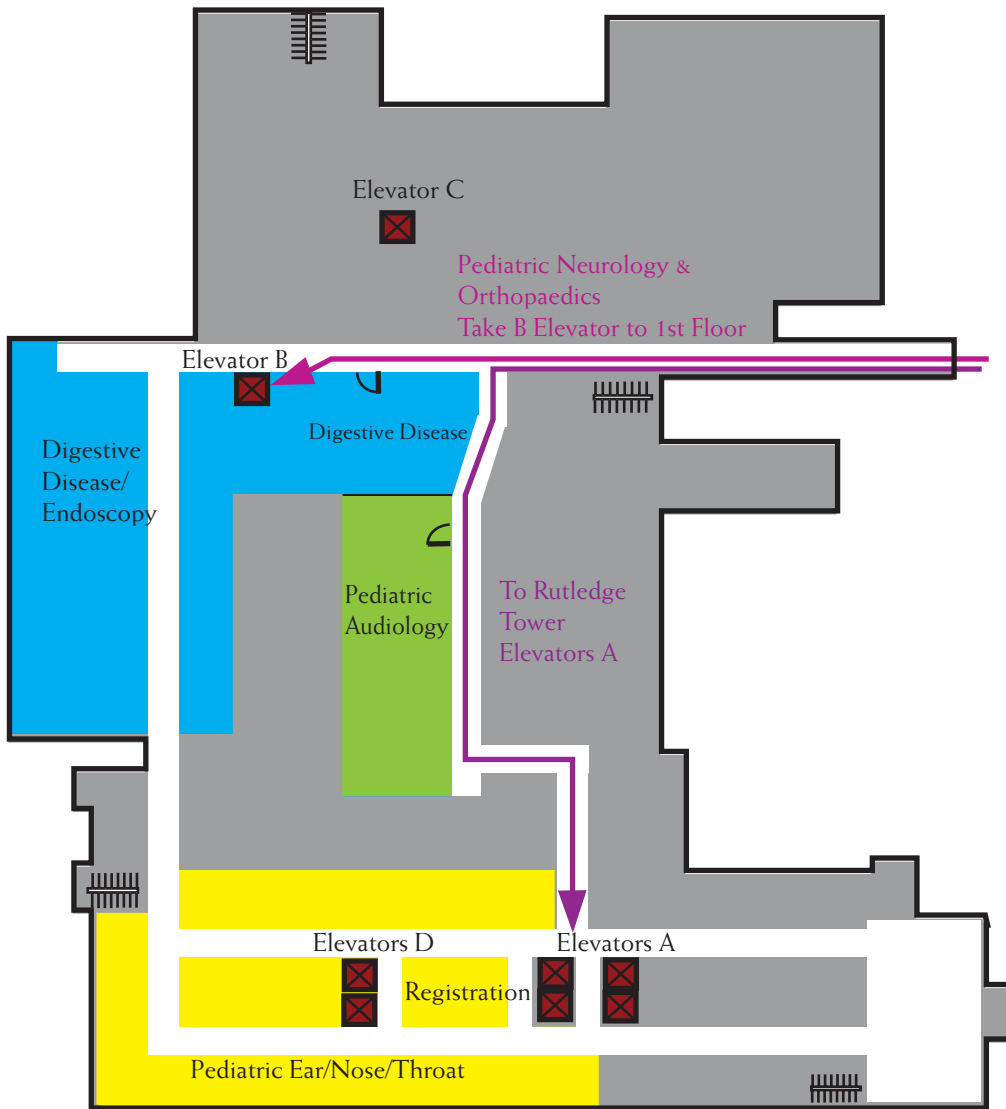 Elevator C
Pediatric Neurology &
Orthopaedics
Take B Elevator to 1st Floor
Elevator B
Digestive Disease
Digestive
Disease/
Endoscopy
Pediatric
Audiology
To Rutledge
Tower
Elevators A
Elevators D
Elevators A
Registration
Pediatric Ear/Nose/Throat